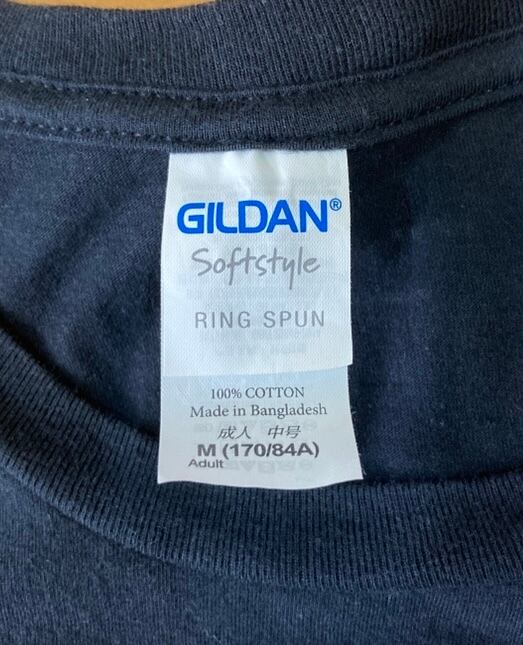 GILDAN®
Softstyle
RING SPUN
100% COTTON
Made in Bangladesh
成人 中号
M (170/84A)
Adult